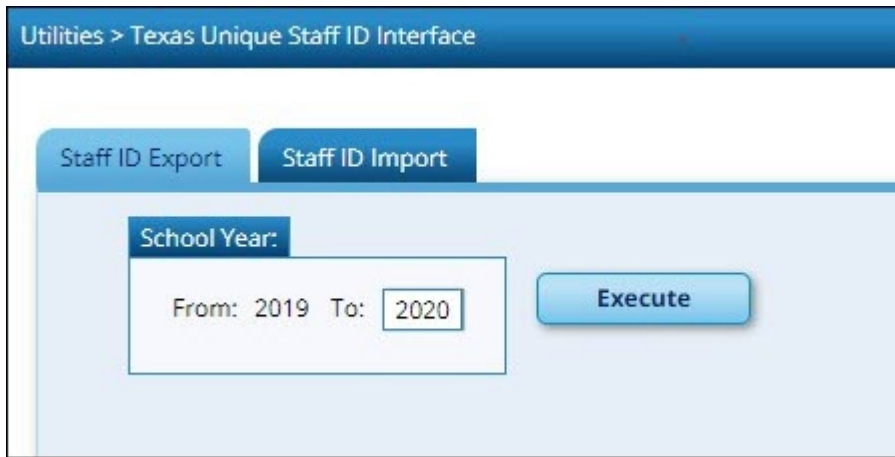 Utilities > Texas Unique Staff ID Interface
Staff ID Export Staff ID Import
School Year:
From: 2019 To: 2020 Execute